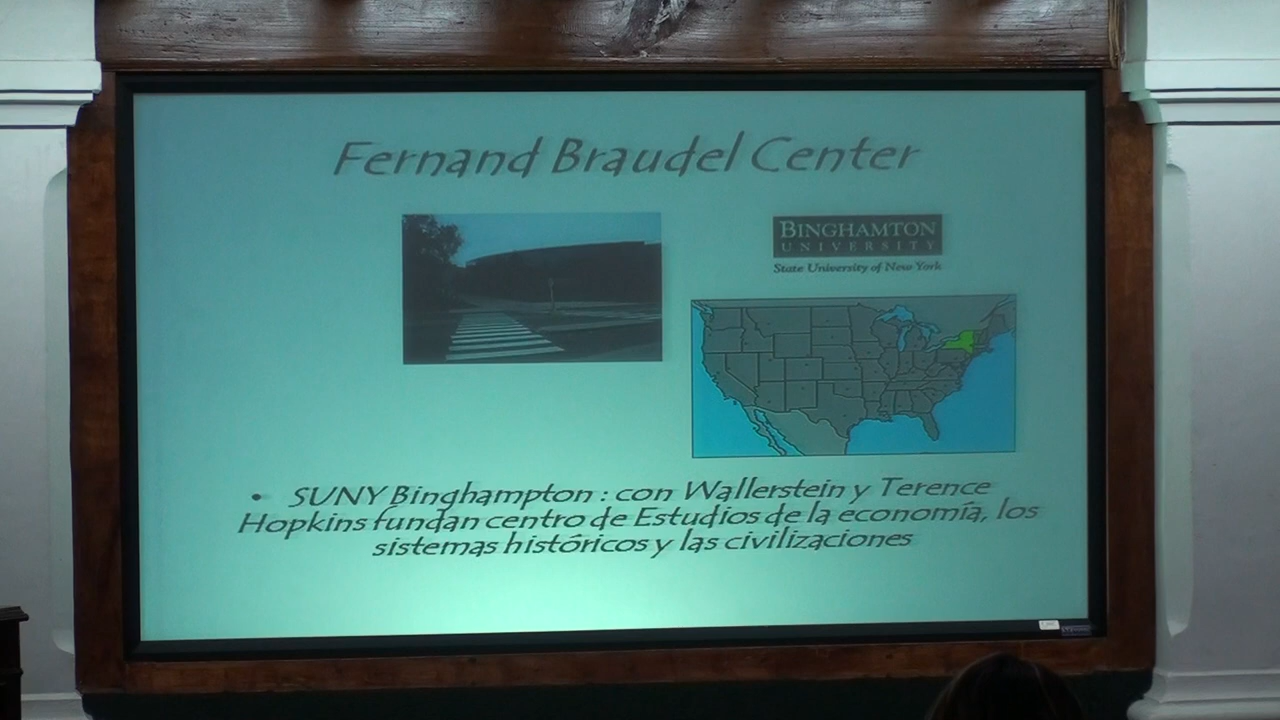 Fernand Braudel Center
BINGHAMTON
UNIVERSITY
State University of New York
• SUNY Binghampton : con Wallerstein y Terence
Hopkins fundan centro de Estudios de la economía, los
sistemas históricos y las civilizaciones